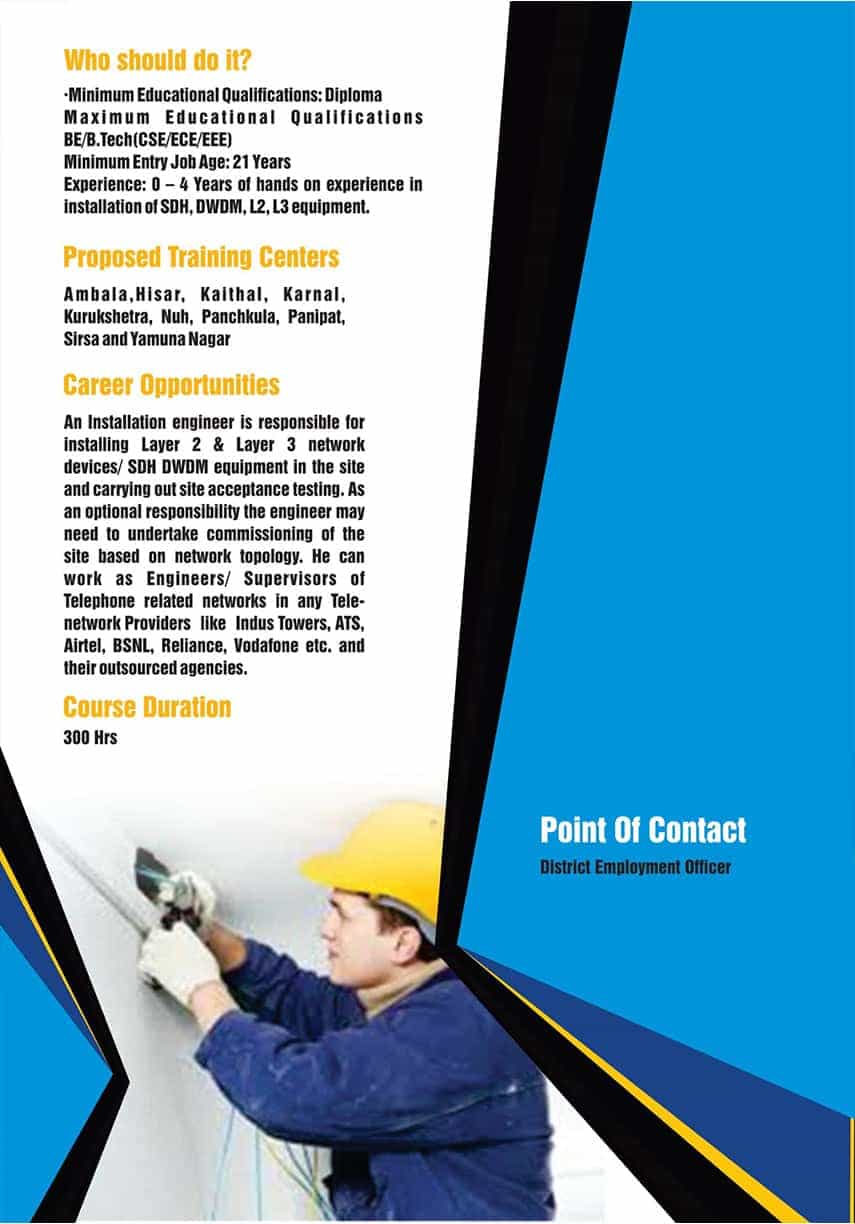 Who should do it?
·Minimum Educational Qualifications: Diploma
Maximum Educational Qualifications
BE/B.Tech(CSE/ECE/EEE)
Minimum Entry Job Age: 21 Years
Experience: 0 – 4 Years of hands on experience in
installation of SDH, DWDM, L2, L3 equipment.
Proposed Training Centers
Ambala,Hisar, Kaithal, Karnal,
Kurukshetra, Nuh, Panchkula, Panipat,
Sirsa and Yamuna Nagar
Career Opportunities
An Installation engineer is responsible for
installing Layer 2 & Layer 3 network
devices/ SDH DWDM equipment in the site
and carrying out site acceptance testing. As
an optional responsibility the engineer may
need to undertake commissioning of the
site based on network topology. He can
work as Engineers/ Supervisors of
Telephone related networks in any Tele-
network Providers like Indus Towers, ATS,
Airtel, BSNL, Reliance, Vodafone etc. and
their outsourced agencies.
Course Duration
300 Hrs
Point Of Contact
District Employment Officer